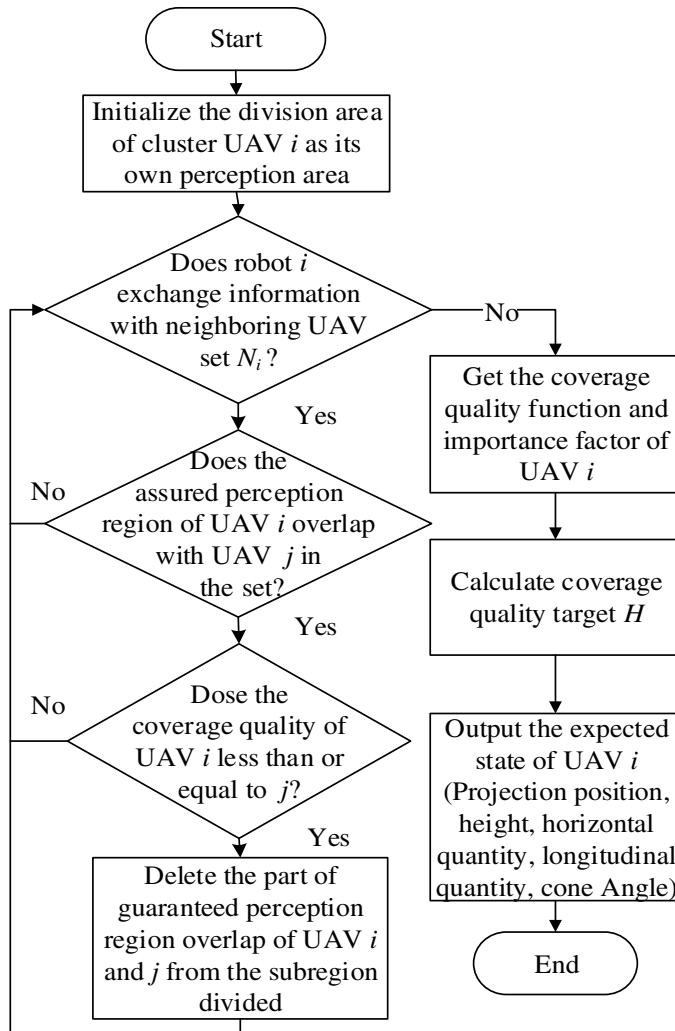 Start
Initialize the division area
of cluster UAV i as its
own perception area
Does robot i
exchange information
with neighboring UAV
set Ni ?
No
Yes
Get the coverage
quality function and
importance factor of
UAV i
Does the
assured perception
region of UAV i overlap
with UAV j in
the set?
No
Yes
Calculate coverage
quality target H
Dose the
coverage quality of
UAV i less than or
equal to j?
No
Yes
Output the expected
state of UAV i
(Projection position,
height, horizontal
quantity, longitudinal
quantity, cone Angle)
Delete the part of
guaranteed perception
region overlap of UAV i
and j from the subregion
divided
End